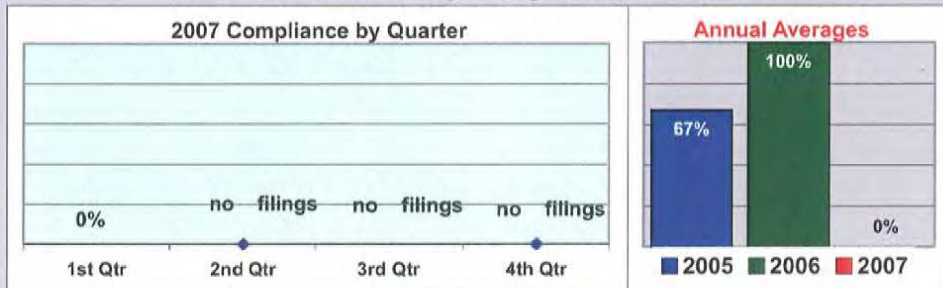 2007 Compliance by Quarter
0%
no filings
no filings
no filings
1st Qtr
2nd Qtr
3rd Qtr
4th Qtr
Annual Averages
67%
100%
0%
2005
2006
2007